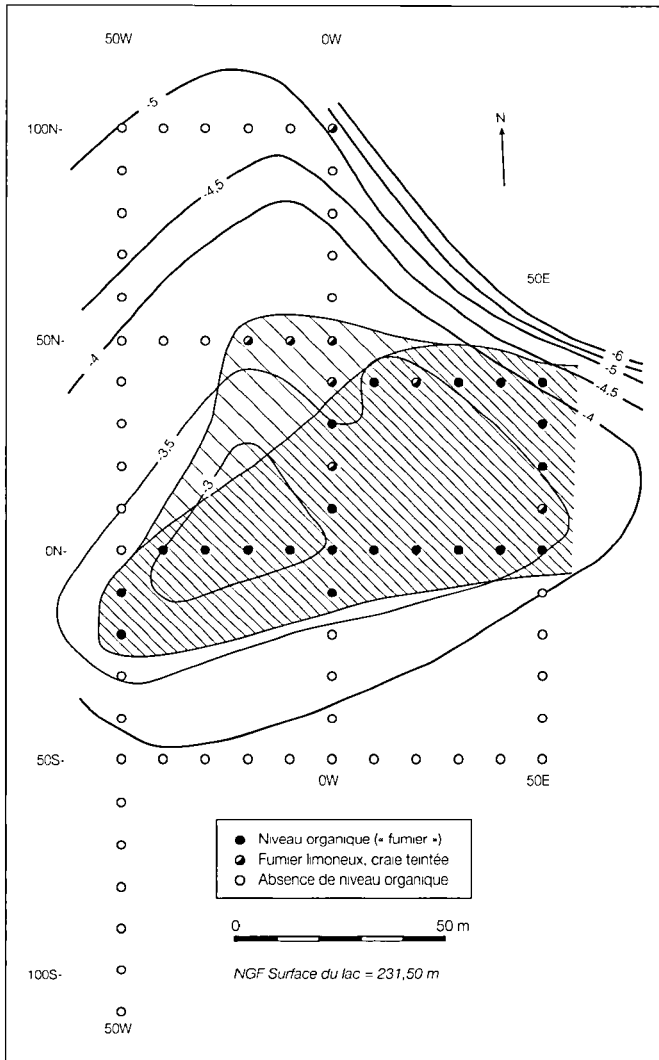 50W 0W
-5
100N-
N
-4,5
50E
-4
50N-
-6
-5
-4,5
-4
-3,5
-3
0N-
50S-
0W 50E
Niveau organique (« fumier »)
Fumier limoneux, craie teintée
Absence de niveau organique
0 50 m
NGF Surface du lac = 231,50 m
100S-
50W